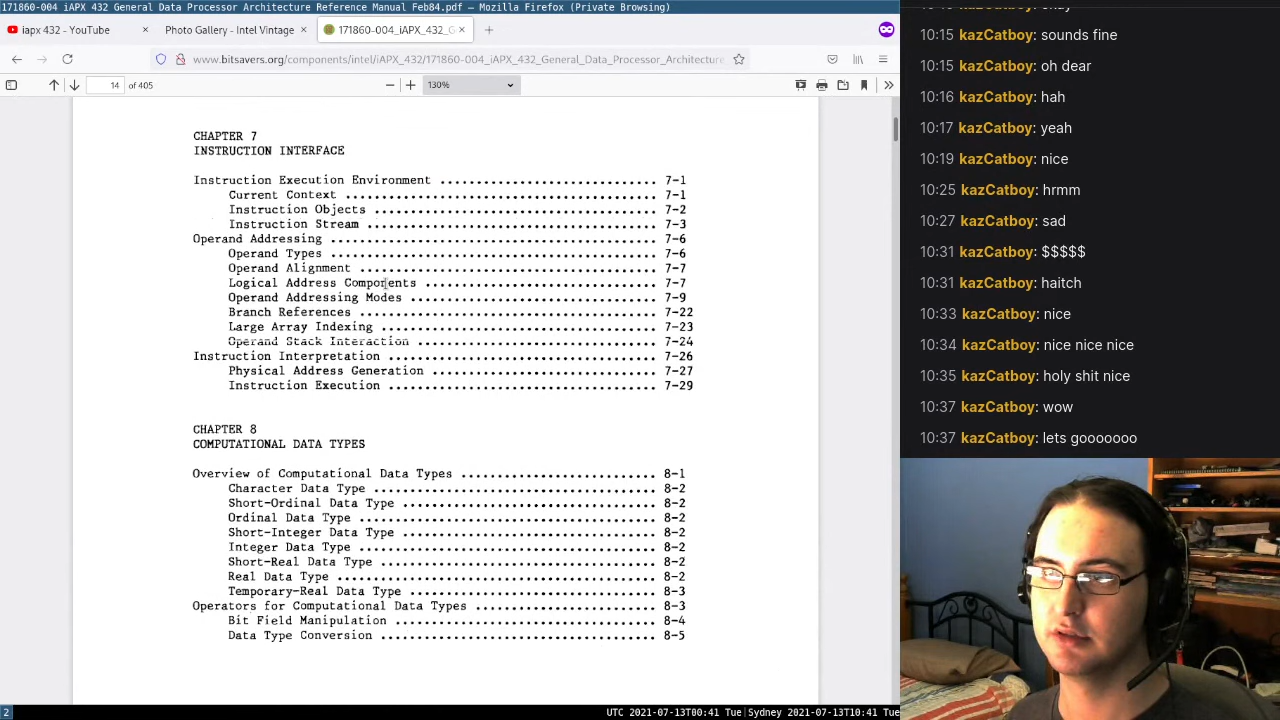 171860-004 iAPX 432 General Data Processor Architecture Reference Manual Feb84.pdf - Mozilla Firefox (Private Browsing)
iapx 432 - YouTube
Photo Gallery - Intel Vintage
171860-004_iAPX_432_G
www.bitsavers.org/components/intel/iAPX_432/171860-004_iAPX_432_General_Data_Processor_Architecture
14 of 405
130%
CHAPTER 7
INSTRUCTION INTERFACE
Instruction Execution Environment ........ 7-1
Current Context ........ 7-1
Instruction Objects ........ 7-2
Instruction Stream ........ 7-3
Operand Addressing ........ 7-6
Operand Types ........ 7-6
Operand Alignment ........ 7-7
Logical Address Components ........ 7-7
Operand Addressing Modes ........ 7-9
Branch References ........ 7-22
Large Array Indexing ........ 7-23
Operand Stack Interaction ........ 7-24
Instruction Interpretation ........ 7-26
Physical Address Generation ........ 7-27
Instruction Execution ........ 7-29
CHAPTER 8
COMPUTATIONAL DATA TYPES
Overview of Computational Data Types ........ 8-1
Character Data Type ........ 8-2
Short-Ordinal Data Type ........ 8-2
Ordinal Data Type ........ 8-2
Short-Integer Data Type ........ 8-2
Integer Data Type ........ 8-2
Short-Real Data Type ........ 8-2
Real Data Type ........ 8-2
Temporary-Real Data Type ........ 8-3
Operators for Computational Data Types ........ 8-3
Bit Field Manipulation ........ 8-4
Data Type Conversion ........ 8-5
2
UTC 2021-07-13T00:41 Tue|Sydney 2021-07-13T10:41 Tue
10:15 kazCatboy: sounds fine
10:15 kazCatboy: oh dear
10:16 kazCatboy: hah
10:17 kazCatboy: yeah
10:19 kazCatboy: nice
10:25 kazCatboy: hrmm
10:27 kazCatboy: sad
10:31 kazCatboy: $$$$$
10:31 kazCatboy: haitch
10:33 kazCatboy: nice
10:34 kazCatboy: nice nice nice
10:35 kazCatboy: holy shit nice
10:37 kazCatboy: wow
10:37 kazCatboy: lets gooooooo